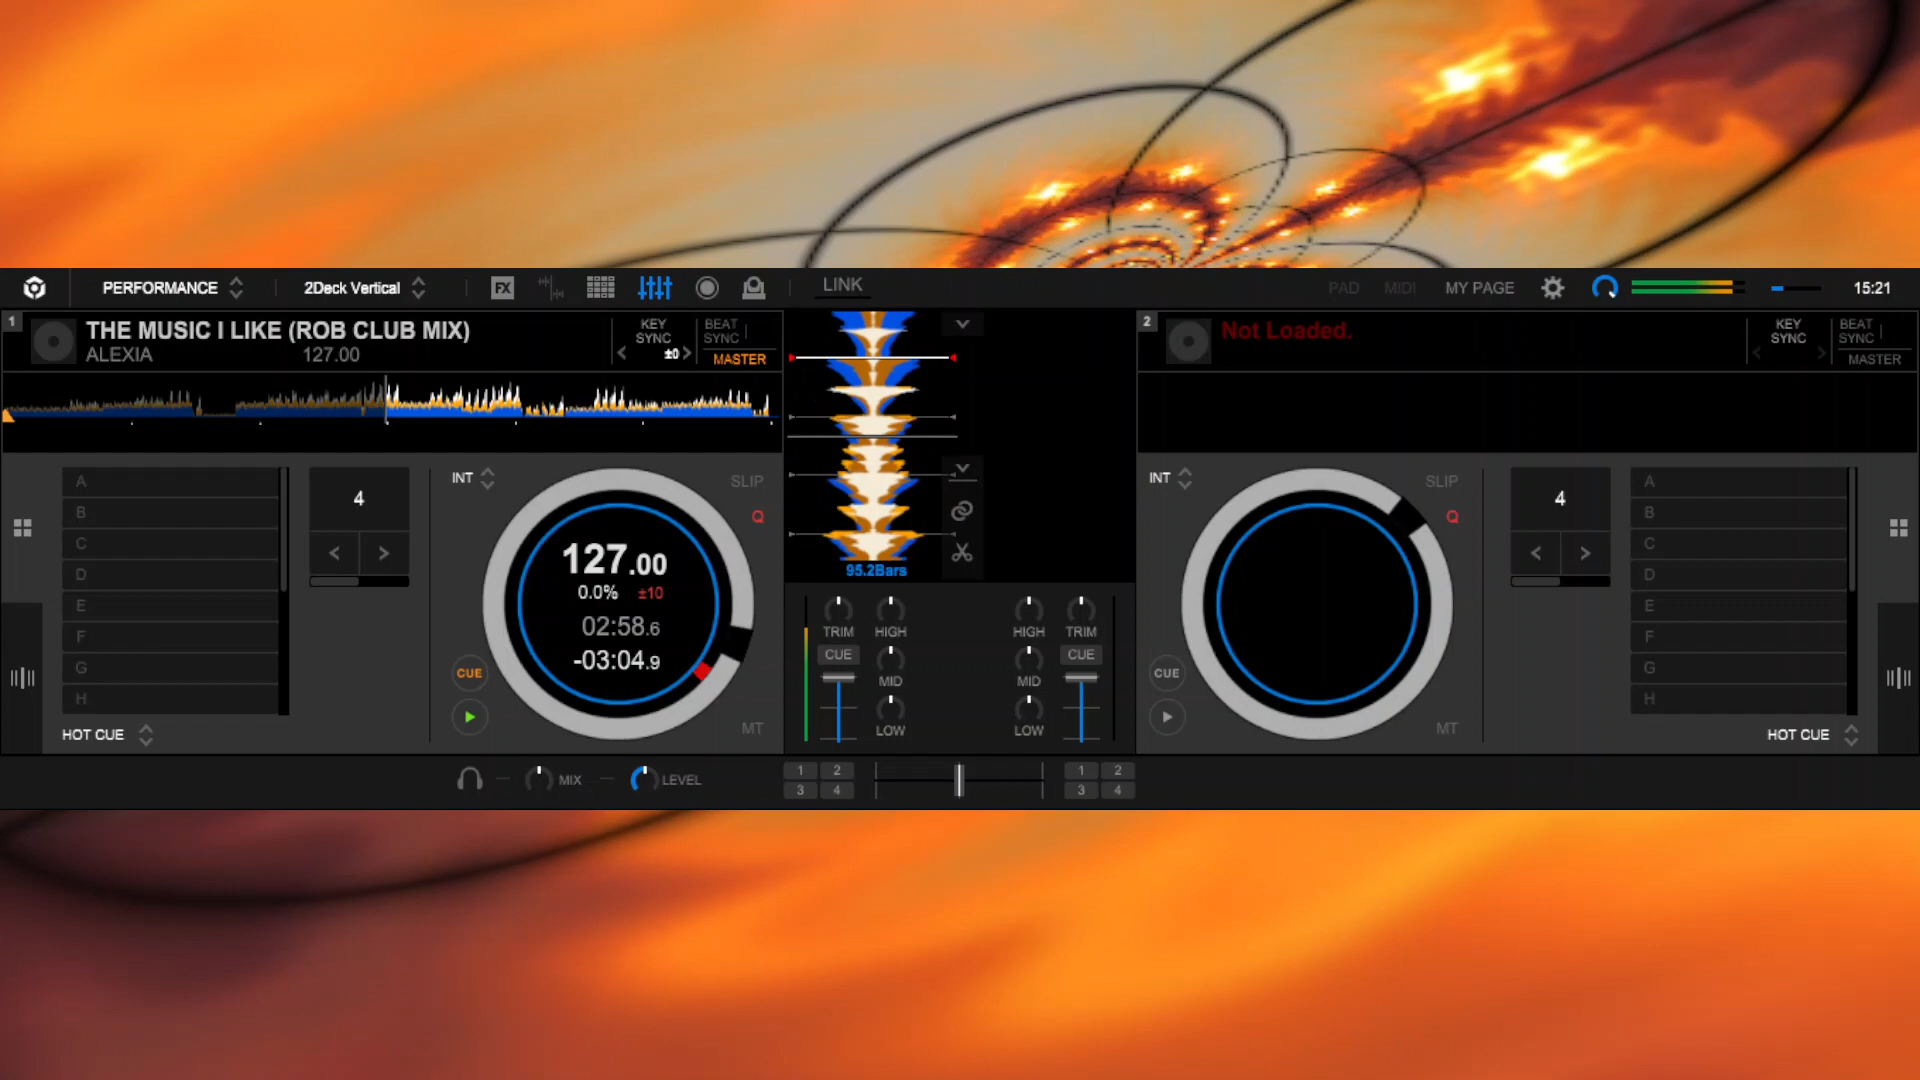 PERFORMANCE
2Deck Vertical
FX
LINK
PAD
MIDI
MY PAGE
15:21
1
THE MUSIC I LIKE (ROB CLUB MIX)
ALEXIA
127.00
KEY
SYNC
±0
BEAT
SYNC
MASTER
2
Not Loaded.
KEY
SYNC
BEAT
SYNC
MASTER
A
B
C
D
E
F
G
H
HOT CUE
4
INT
SLIP
Q
127.00
0.0%
±10
02:58.6
-03:04.9
CUE
MT
95.2Bars
TRIM
HIGH
CUE
MID
LOW
HIGH
TRIM
CUE
MID
LOW
INT
SLIP
Q
CUE
MT
4
A
B
C
D
E
F
G
H
HOT CUE
MIX
LEVEL
1 2
3 4
1 2
3 4